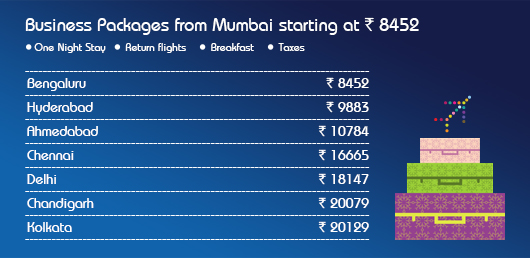 Business Packages from Mumbai starting at ₹ 8452
• One Night Stay • Return flights • Breakfast • Taxes
Bengaluru ₹ 8452
Hyderabad ₹ 9883
Ahmedabad ₹ 10784
Chennai ₹ 16665
Delhi ₹ 18147
Chandigarh ₹ 20079
Kolkata ₹ 20129